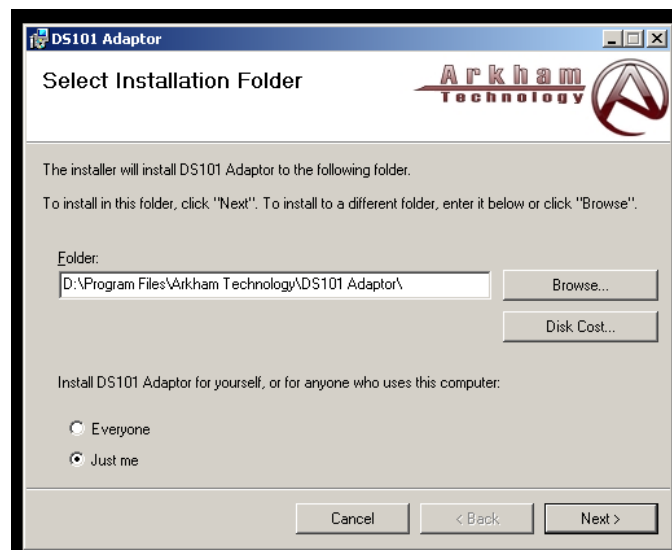 DS101 Adaptor
Select Installation Folder
Arkham
Technology
The installer will install DS101 Adaptor to the following folder.
To install in this folder, click "Next". To install to a different folder, enter it below or click "Browse".
Folder:
D:\Program Files\Arkham Technology\DS101 Adaptor\
Browse...
Disk Cost...
Install DS101 Adaptor for yourself, or for anyone who uses this computer:
Everyone
Just me
Cancel
< Back
Next >